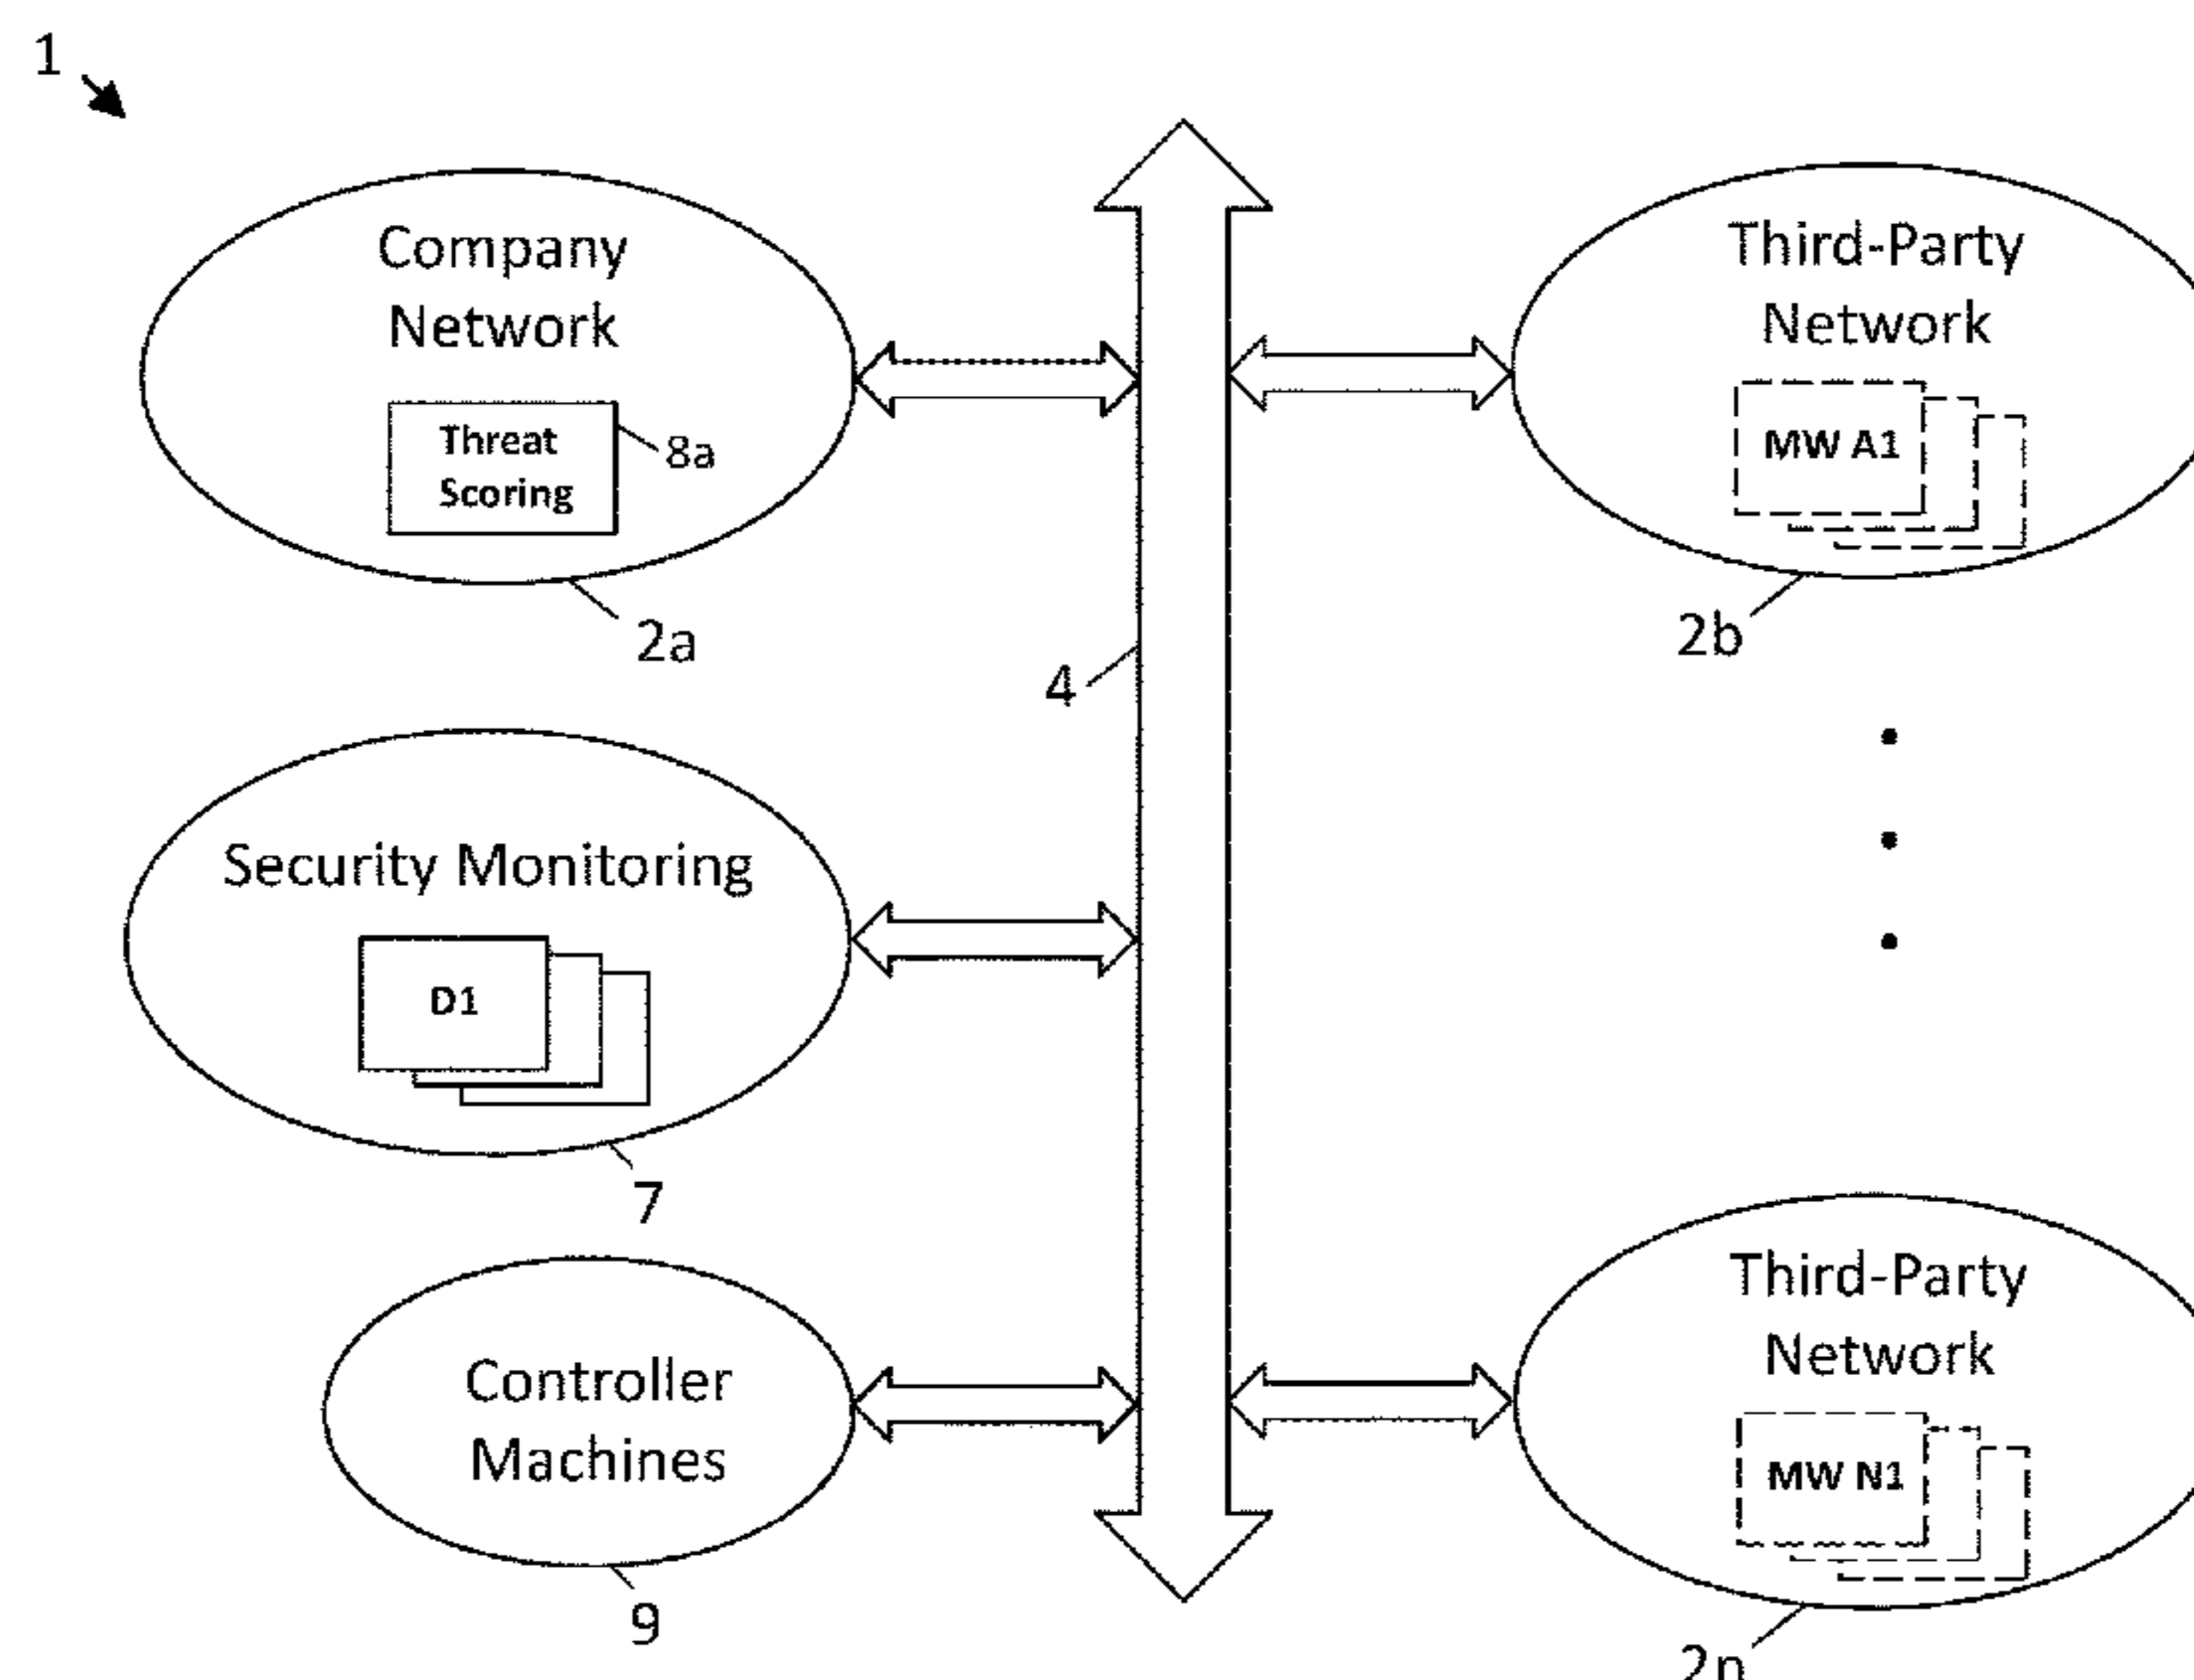 1
Company
Network
Threat
Scoring
8a
2a
Third-Party
Network
MW A1
2b
4
Security Monitoring
D1
7
Controller
Machines
9
Third-Party
Network
MW N1
2n